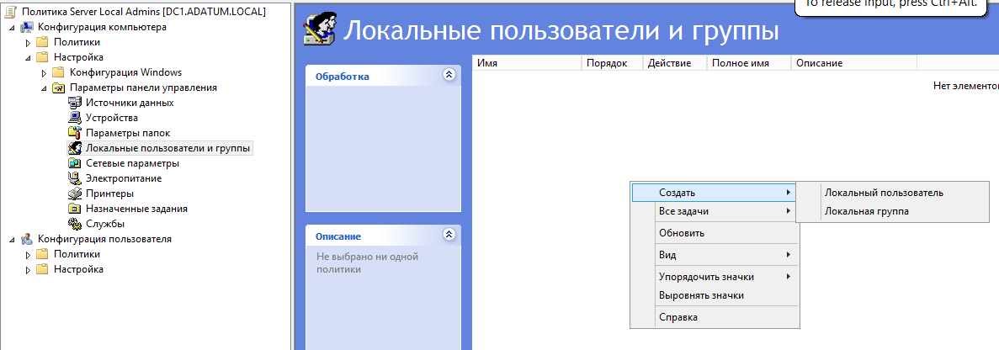 To release input, press Ctrl+Alt.
Политика Server Local Admins [DC1.ADATUM.LOCAL]
Конфигурация компьютера
Политики
Настройка
Конфигурация Windows
Параметры панели управления
Источники данных
Устройства
Параметры папок
Локальные пользователи и группы
Сетевые параметры
Электропитание
Принтеры
Назначенные задания
Службы
Конфигурация пользователя
Политики
Настройка
Локальные пользователи и группы
Обработка
Описание
Не выбрано ни одной
политики
Имя Порядок Действие Полное имя Описание
Нет элементов
Создать
Все задачи
Обновить
Вид
Упорядочить значки
Выровнять значки
Справка
Локальный пользователь
Локальная группа